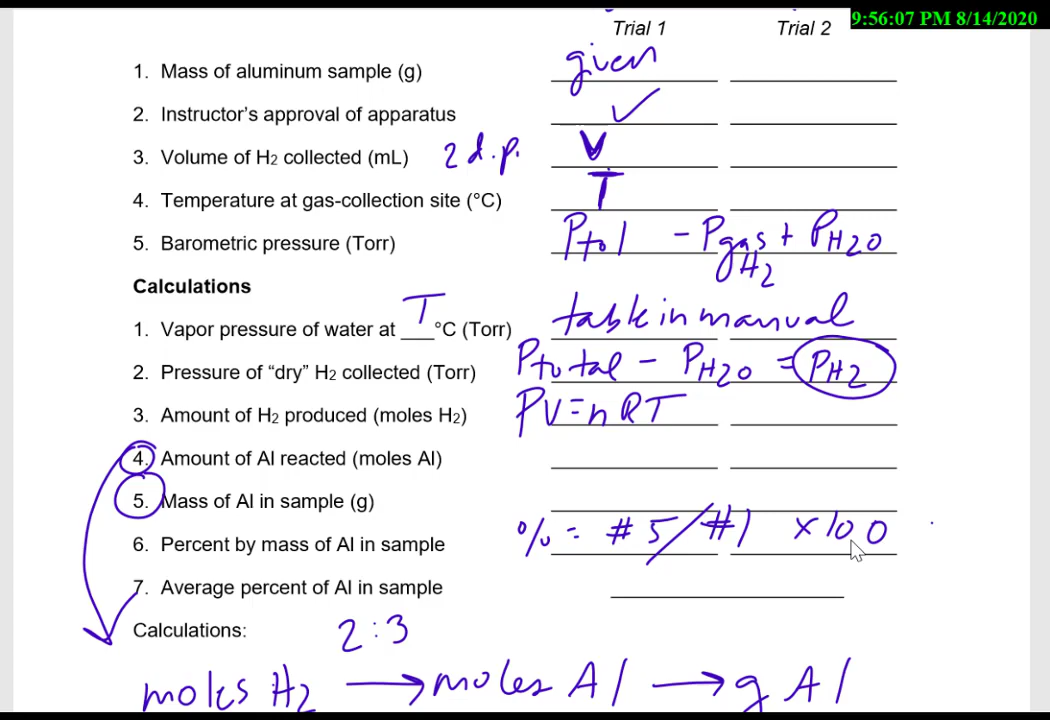 9:56:07 PM 8/14/2020
Trial 1 Trial 2
1. Mass of aluminum sample (g) given
2. Instructor's approval of apparatus ✓
3. Volume of H2 collected (mL) 2 d.p. V
4. Temperature at gas-collection site (°C) T
5. Barometric pressure (Torr) Ptol - Pgas + PH2O
H2
Calculations
1. Vapor pressure of water at T °C (Torr) table in manual
2. Pressure of “dry” H2 collected (Torr) Ptotal - PH2O = PH2
3. Amount of H2 produced (moles H2) PV=nRT
4. Amount of Al reacted (moles Al)
5. Mass of Al in sample (g)
6. Percent by mass of Al in sample % = #5/#1 x100
7. Average percent of Al in sample
Calculations: 2:3
moles H2 → moles Al → g Al